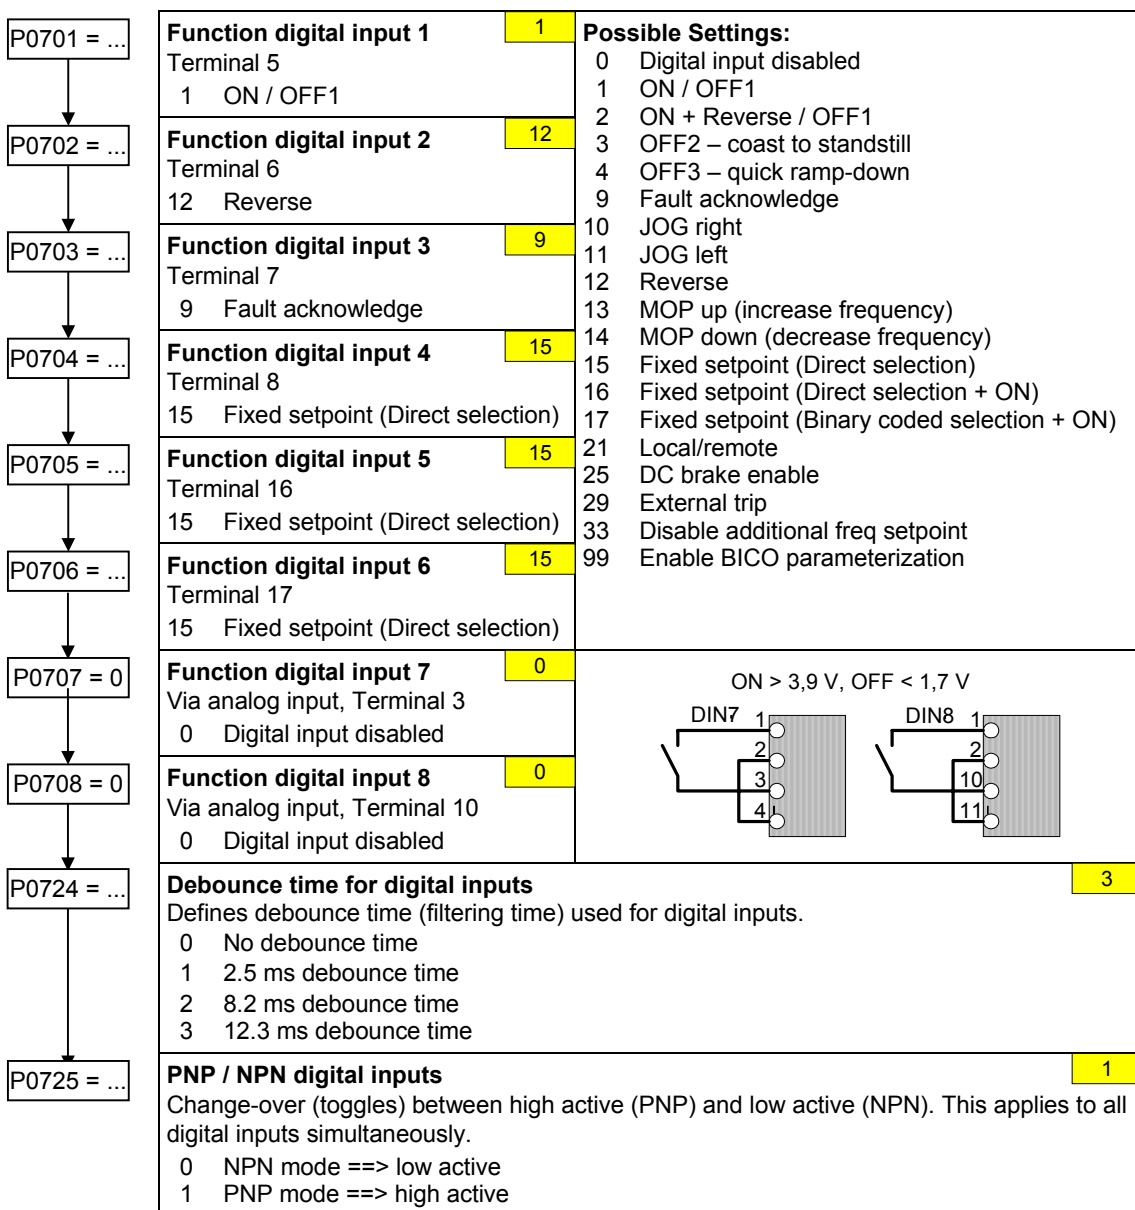 P0701 = ...
Function digital input 1
1
Terminal 5
1 ON / OFF1
P0702 = ...
Function digital input 2
12
Terminal 6
12 Reverse
P0703 = ...
Function digital input 3
9
Terminal 7
9 Fault acknowledge
P0704 = ...
Function digital input 4
15
Terminal 8
15 Fixed setpoint (Direct selection)
P0705 = ...
Function digital input 5
15
Terminal 16
15 Fixed setpoint (Direct selection)
P0706 = ...
Function digital input 6
15
Terminal 17
15 Fixed setpoint (Direct selection)
Possible Settings:
0 Digital input disabled
1 ON / OFF1
2 ON + Reverse / OFF1
3 OFF2 – coast to standstill
4 OFF3 – quick ramp-down
9 Fault acknowledge
10 JOG right
11 JOG left
12 Reverse
13 MOP up (increase frequency)
14 MOP down (decrease frequency)
15 Fixed setpoint (Direct selection)
16 Fixed setpoint (Direct selection + ON)
17 Fixed setpoint (Binary coded selection + ON)
21 Local/remote
25 DC brake enable
29 External trip
33 Disable additional freq setpoint
99 Enable BICO parameterization
P0707 = 0
Function digital input 7
0
Via analog input, Terminal 3
0 Digital input disabled
P0708 = 0
Function digital input 8
0
Via analog input, Terminal 10
0 Digital input disabled
ON > 3,9 V, OFF < 1,7 V
DIN7 1
2
3
4
DIN8 1
2
10
11
P0724 = ...
Debounce time for digital inputs
3
Defines debounce time (filtering time) used for digital inputs.
0 No debounce time
1 2.5 ms debounce time
2 8.2 ms debounce time
3 12.3 ms debounce time
P0725 = ...
PNP / NPN digital inputs
1
Change-over (toggles) between high active (PNP) and low active (NPN). This applies to all
digital inputs simultaneously.
0 NPN mode ==> low active
1 PNP mode ==> high active